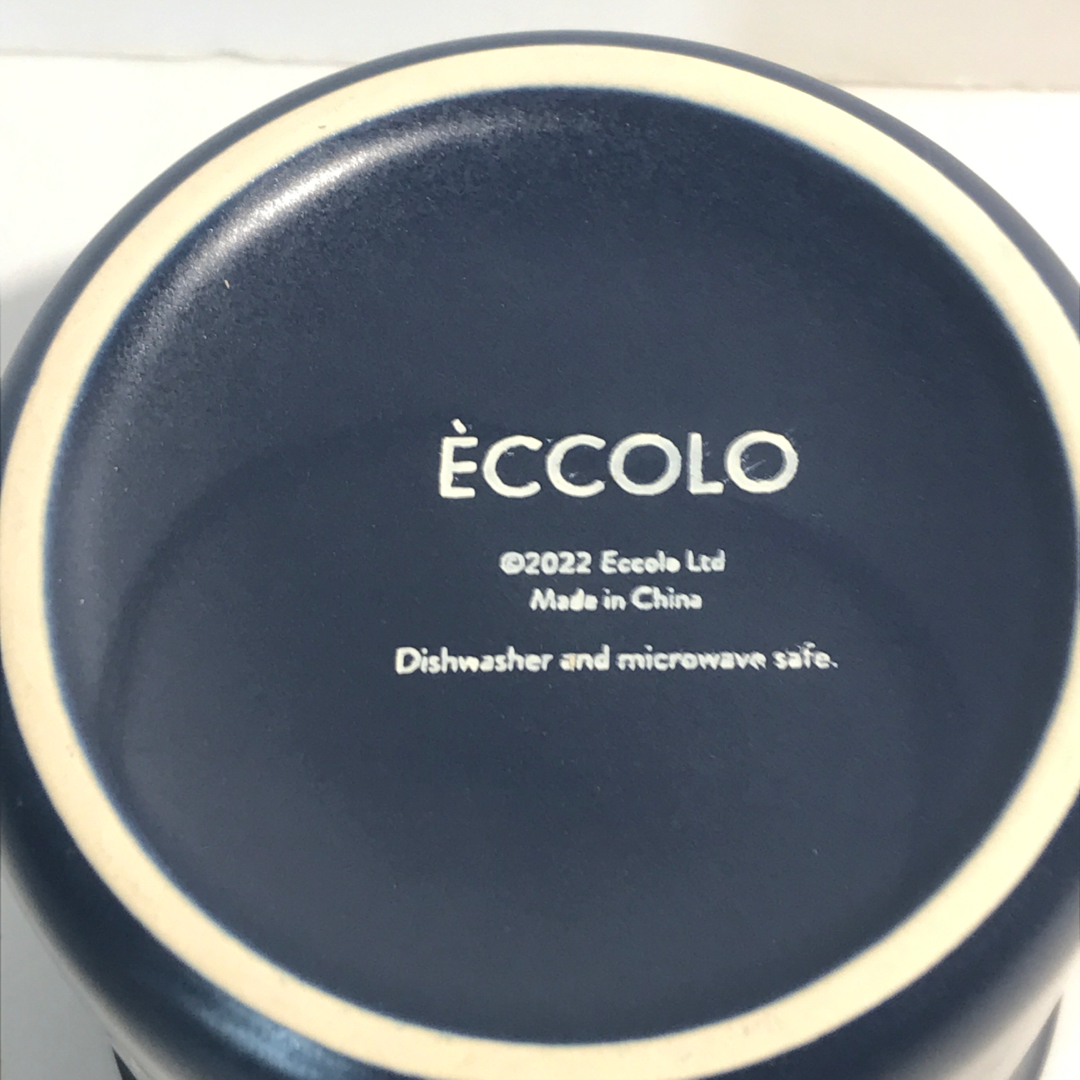 ÈCCOLO
©2022 Eccolo Ltd
Made in China
Dishwasher and microwave safe.